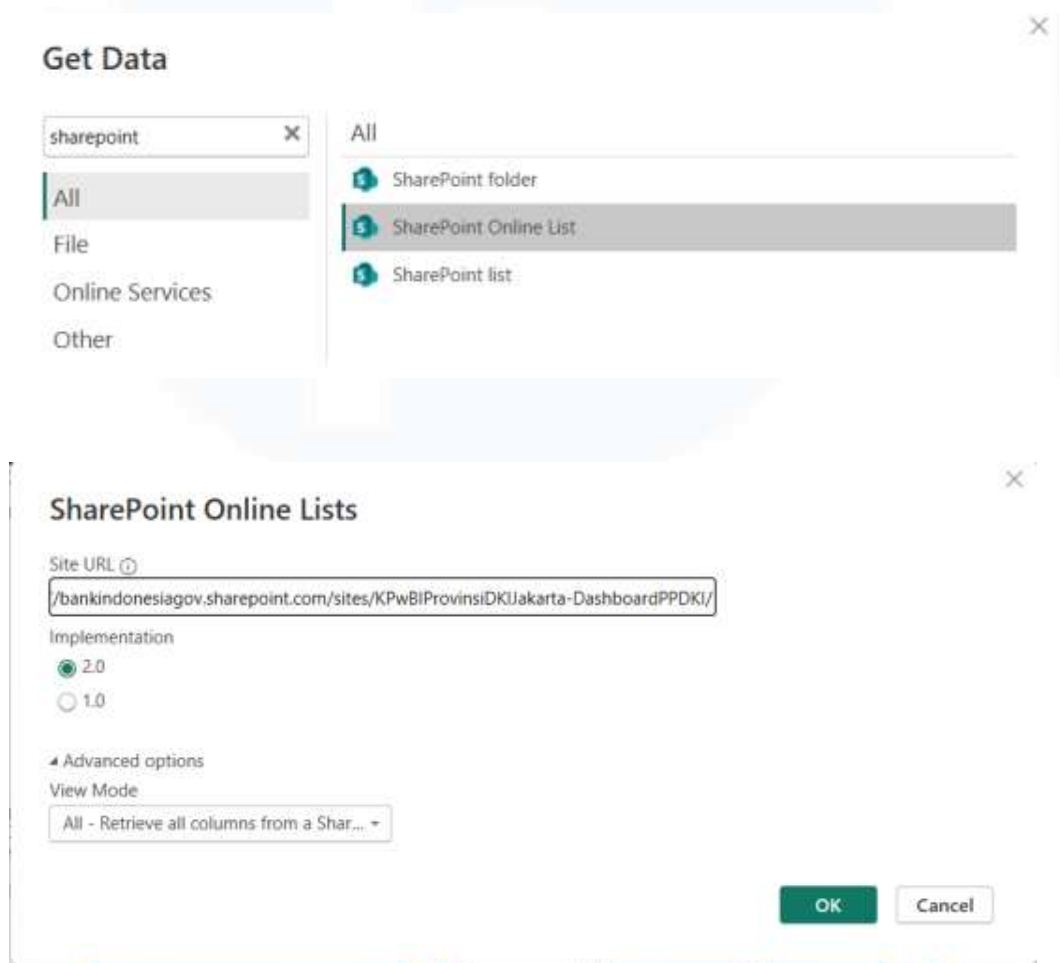 Get Data
sharepoint
All
File
Online Services
Other
All
SharePoint folder
SharePoint Online List
SharePoint list
SharePoint Online Lists
Site URL
/bankindonesiagov.sharepoint.com/sites/KPwBIProvinsiDKIJakarta-DashboardPPDKI/
Implementation
2.0
1.0
Advanced options
View Mode
All - Retrieve all columns from a Shar...
OK Cancel